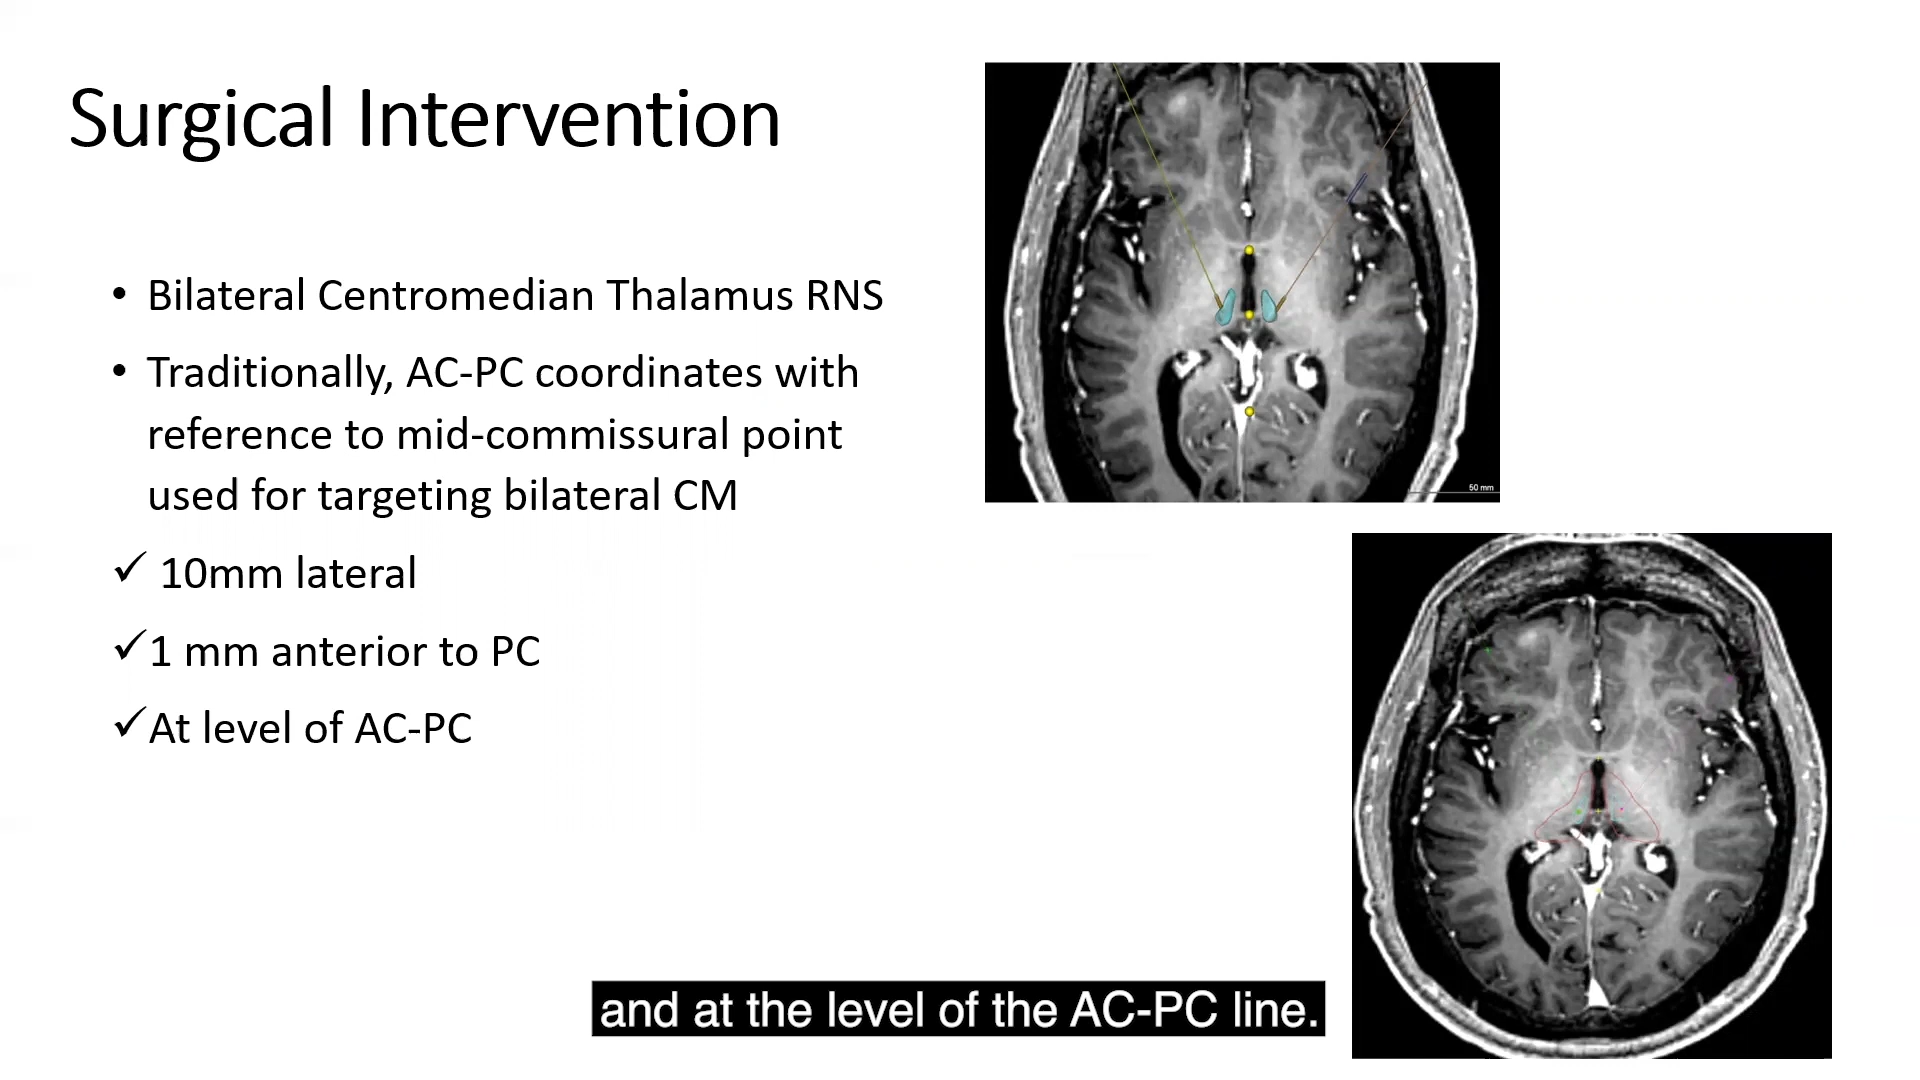 Surgical Intervention
• Bilateral Centromedian Thalamus RNS
• Traditionally, AC-PC coordinates with
reference to mid-commissural point
used for targeting bilateral CM
✓ 10mm lateral
✓1 mm anterior to PC
✓At level of AC-PC
50 mm
and at the level of the AC-PC line.